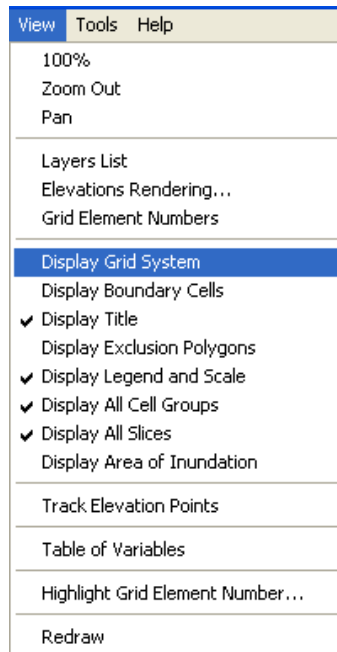 View Tools Help
100%
Zoom Out
Pan
Layers List
Elevations Rendering...
Grid Element Numbers
Display Grid System
Display Boundary Cells
Display Title
Display Exclusion Polygons
Display Legend and Scale
Display All Cell Groups
Display All Slices
Display Area of Inundation
Track Elevation Points
Table of Variables
Highlight Grid Element Number...
Redraw